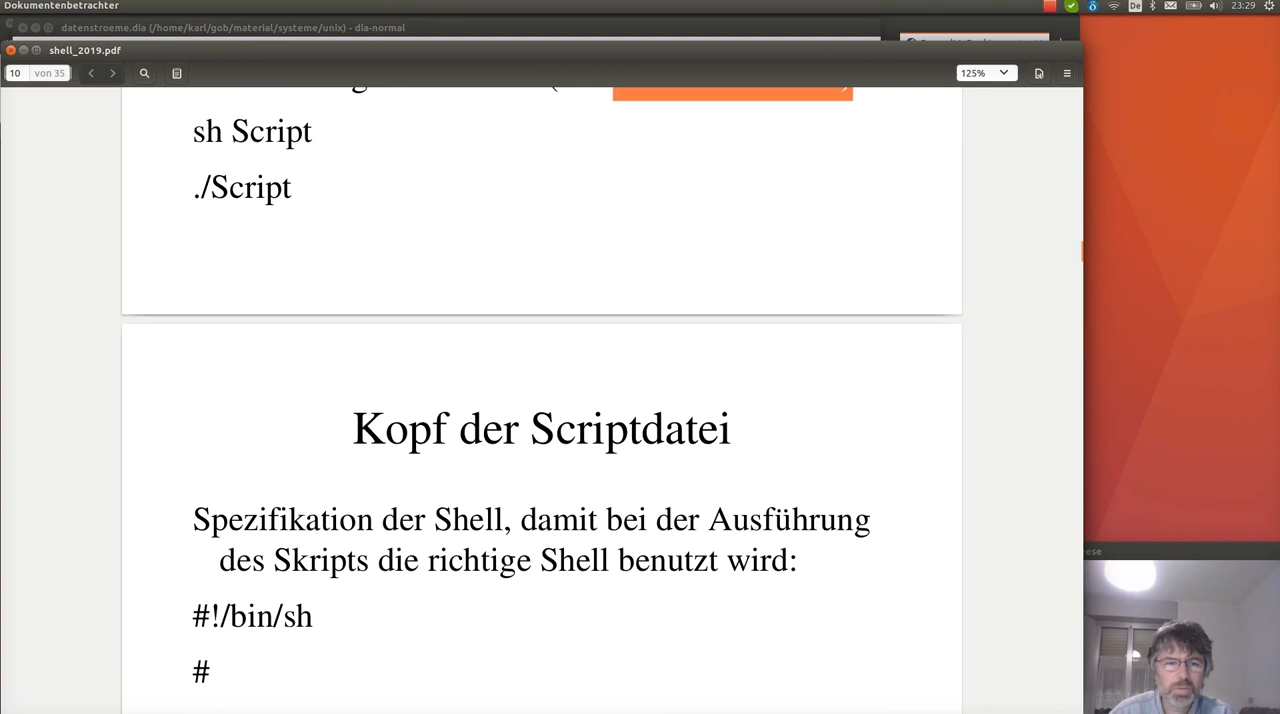 Dokumentenbetrachter
De
23:29
datenstroeme.dia (/home/karl/gob/material/systeme/unix) - dia-normal
shell_2019.pdf
10 von 35
125%
sh Script
./Script
Kopf der Scriptdatei
Spezifikation der Shell, damit bei der Ausführung
des Skripts die richtige Shell benutzt wird:
#!/bin/sh
#